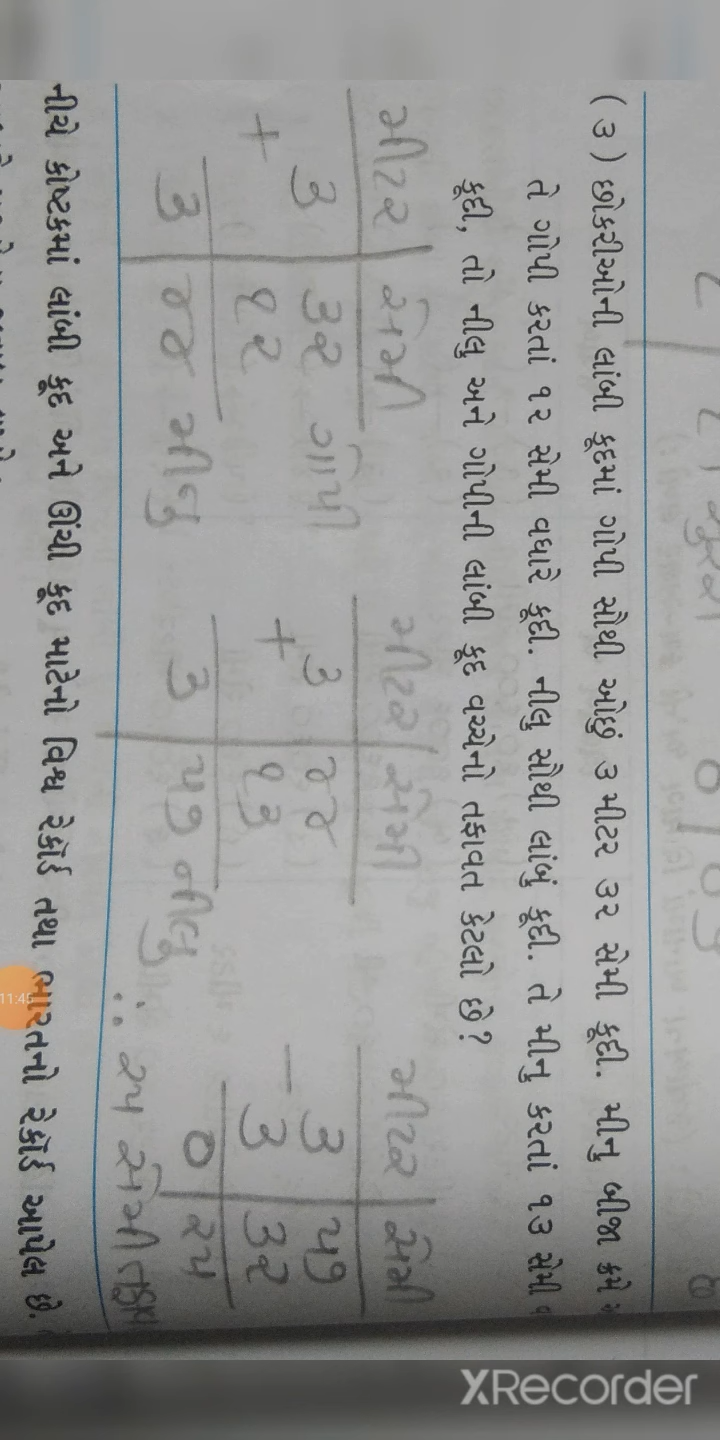 (૩) છોકરીઓની લાંબી કૂદમાં ગોપી સૌથી ઓછું ૩ મીટર ૩૨ સેમી કૂદી. મીનુ બીજા ક્રમે
તે ગોપી કરતાં ૧૨ સેમી વધારે કૂદી. નીલુ સૌથી લાંબું કૂદી. તે મીનુ કરતાં ૧૩ સેમી
કૂદી, તો નીલુ અને ગોપીની લાંબી કૂદ વચ્ચેનો તફાવત કેટલો છે?
મીટર | સેમી મીટર | સેમી મીટર | સેમી
૩ | ૩૨ ગોપી ૩ | ૪૪ ૩ | ૫૭
+ | ૧૨ + | ૧૩ - ૩ | ૩૨
૩ | ૪૪ મીનુ ૩ | ૫૭ નીલુ ૦ | ૨૫
∴ ૨૫ સેમી
નીચે કોષ્ટકમાં લાંબી કૂદ અને ઊંચી કૂદ માટેનો વિશ્વ રેકૉર્ડ તથા ભારતનો રેકૉર્ડ આપેલ છે.
11:45
XRecorder